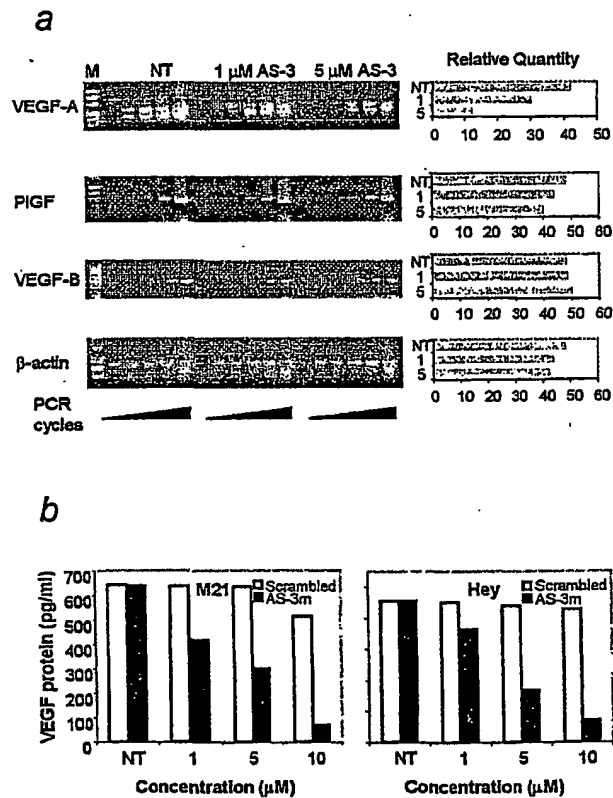 a
M NT 1 µM AS-3 5 µM AS-3 Relative Quantity
VEGF-A
NT
1
5
0 10 20 30 40 50 60
PlGF
NT
1
5
0 10 20 30 40 50 60
VEGF-B
NT
1
5
0 10 20 30 40 50 60
β-actin
NT
1
5
0 10 20 30 40 50 60
PCR
cycles
b
VEGF protein (pg/ml)
700
600
500
400
300
200
100
0
M21
Scrambled
AS-3m
NT 1 5 10
Concentration (µM)
Hey
Scrambled
AS-3m
NT 1 5 10
Concentration (µM)